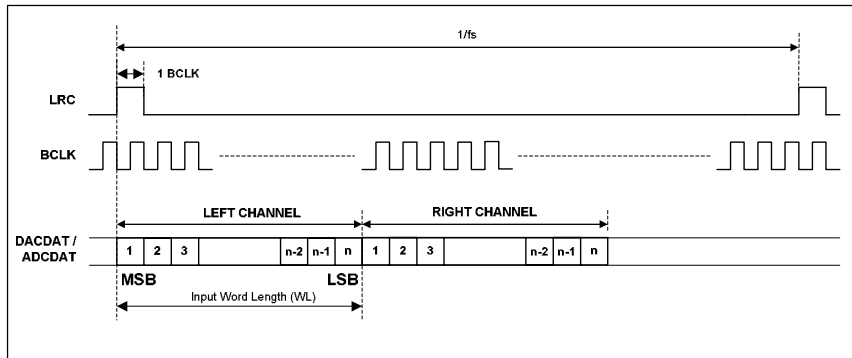 1/fs
1 BCLK
LRC
BCLK
LEFT CHANNEL
RIGHT CHANNEL
DACDAT /
ADCDAT
1 2 3 n-2 n-1 n 1 2 3 n-2 n-1 n
MSB LSB
Input Word Length (WL)